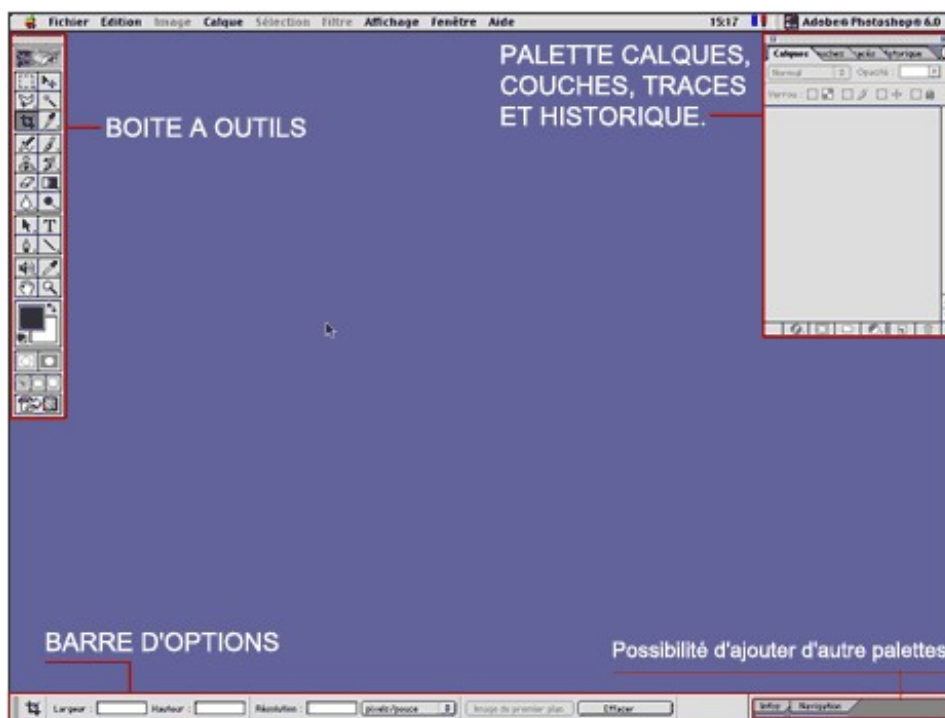 Fichier Edition Image Calque Sélection Filtre Affichage Fenêtre Aide 15:17 Adobe® Photoshop® 6.0
PALETTE CALQUES,
COUCHES, TRACES
ET HISTORIQUE.
Calques
Normal Opacité :
Verrou :
BOITE A OUTILS
BARRE D'OPTIONS
Possibilité d'ajouter d'autre palettes
Largeur : Hauteur : Résolution : pixels/pouce Image de premier plan Effacer
Infos Navigation